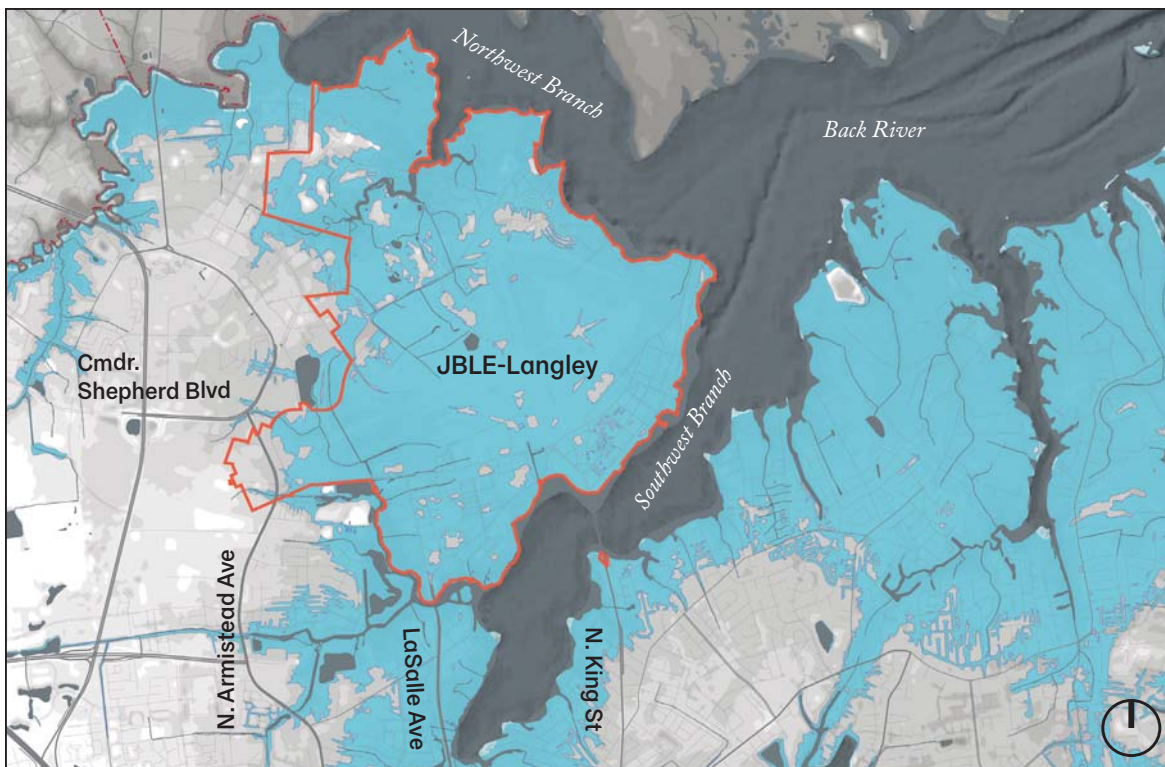 Northwest Branch
Back River
JBLE-Langley
Cmdr.
Shepherd Blvd
Southwest Branch
N. Armistead Ave
LaSalle Ave
N. King St